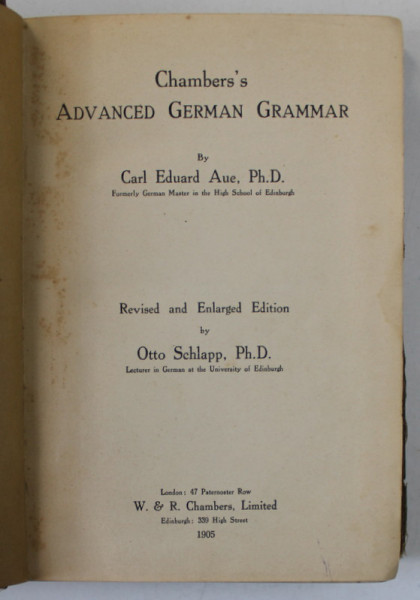 Chambers's
ADVANCED GERMAN GRAMMAR
By
Carl Eduard Aue, Ph.D.
Formerly German Master in the High School of Edinburgh
Revised and Enlarged Edition
by
Otto Schlapp, Ph.D.
Lecturer in German at the University of Edinburgh
London: 47 Paternoster Row
W. & R. Chambers, Limited
Edinburgh: 339 High Street
1905